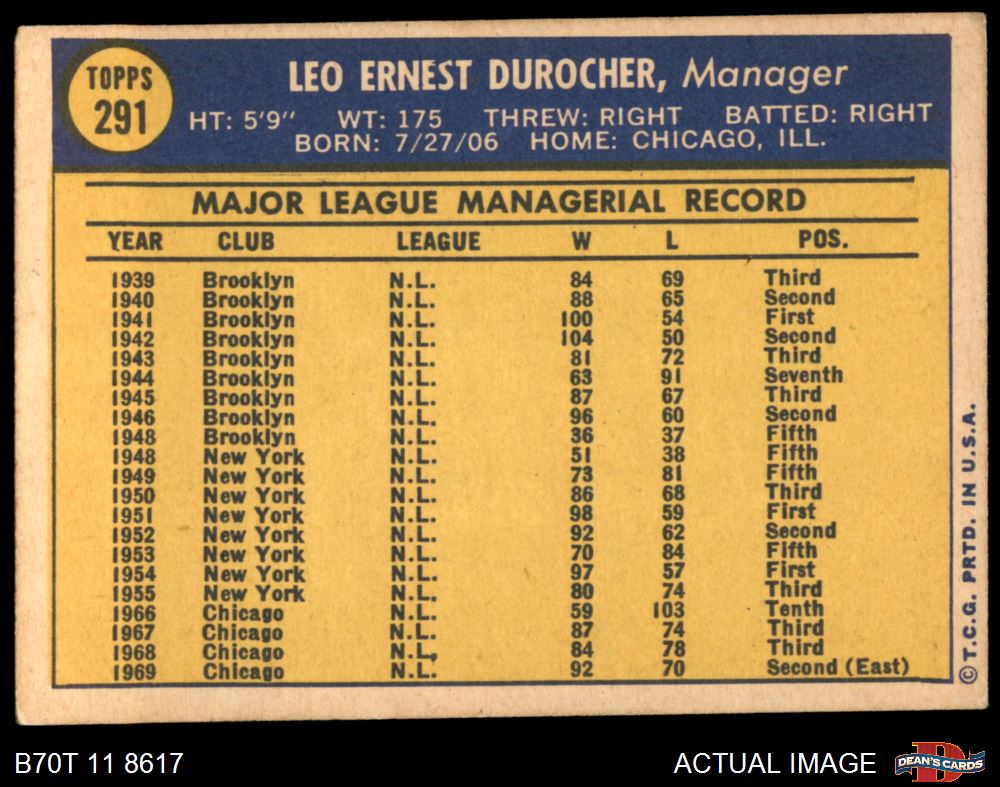 TOPPS
291
LEO ERNEST DUROCHER, Manager
HT: 5'9" WT: 175 THREW: RIGHT BATTED: RIGHT
BORN: 7/27/06 HOME: CHICAGO, ILL.
MAJOR LEAGUE MANAGERIAL RECORD
YEAR CLUB LEAGUE W L POS.
1939 Brooklyn N.L. 84 69 Third
1940 Brooklyn N.L. 88 65 Second
1941 Brooklyn N.L. 100 54 First
1942 Brooklyn N.L. 104 50 Second
1943 Brooklyn N.L. 81 72 Third
1944 Brooklyn N.L. 63 91 Seventh
1945 Brooklyn N.L. 87 67 Third
1946 Brooklyn N.L. 96 60 Second
1948 Brooklyn N.L. 36 37 Fifth
1948 New York N.L. 51 38 Fifth
1949 New York N.L. 73 81 Fifth
1950 New York N.L. 86 68 Third
1951 New York N.L. 98 59 First
1952 New York N.L. 92 62 Second
1953 New York N.L. 70 84 Fifth
1954 New York N.L. 97 57 First
1955 New York N.L. 80 74 Third
1966 Chicago N.L. 59 103 Tenth
1967 Chicago N.L. 87 74 Third
1968 Chicago N.L. 84 78 Third
1969 Chicago N.L. 92 70 Second (East)
© T.C.G. PRTD. IN U.S.A.
B70T 11 8617
ACTUAL IMAGE
D
DEAN'S CARDS